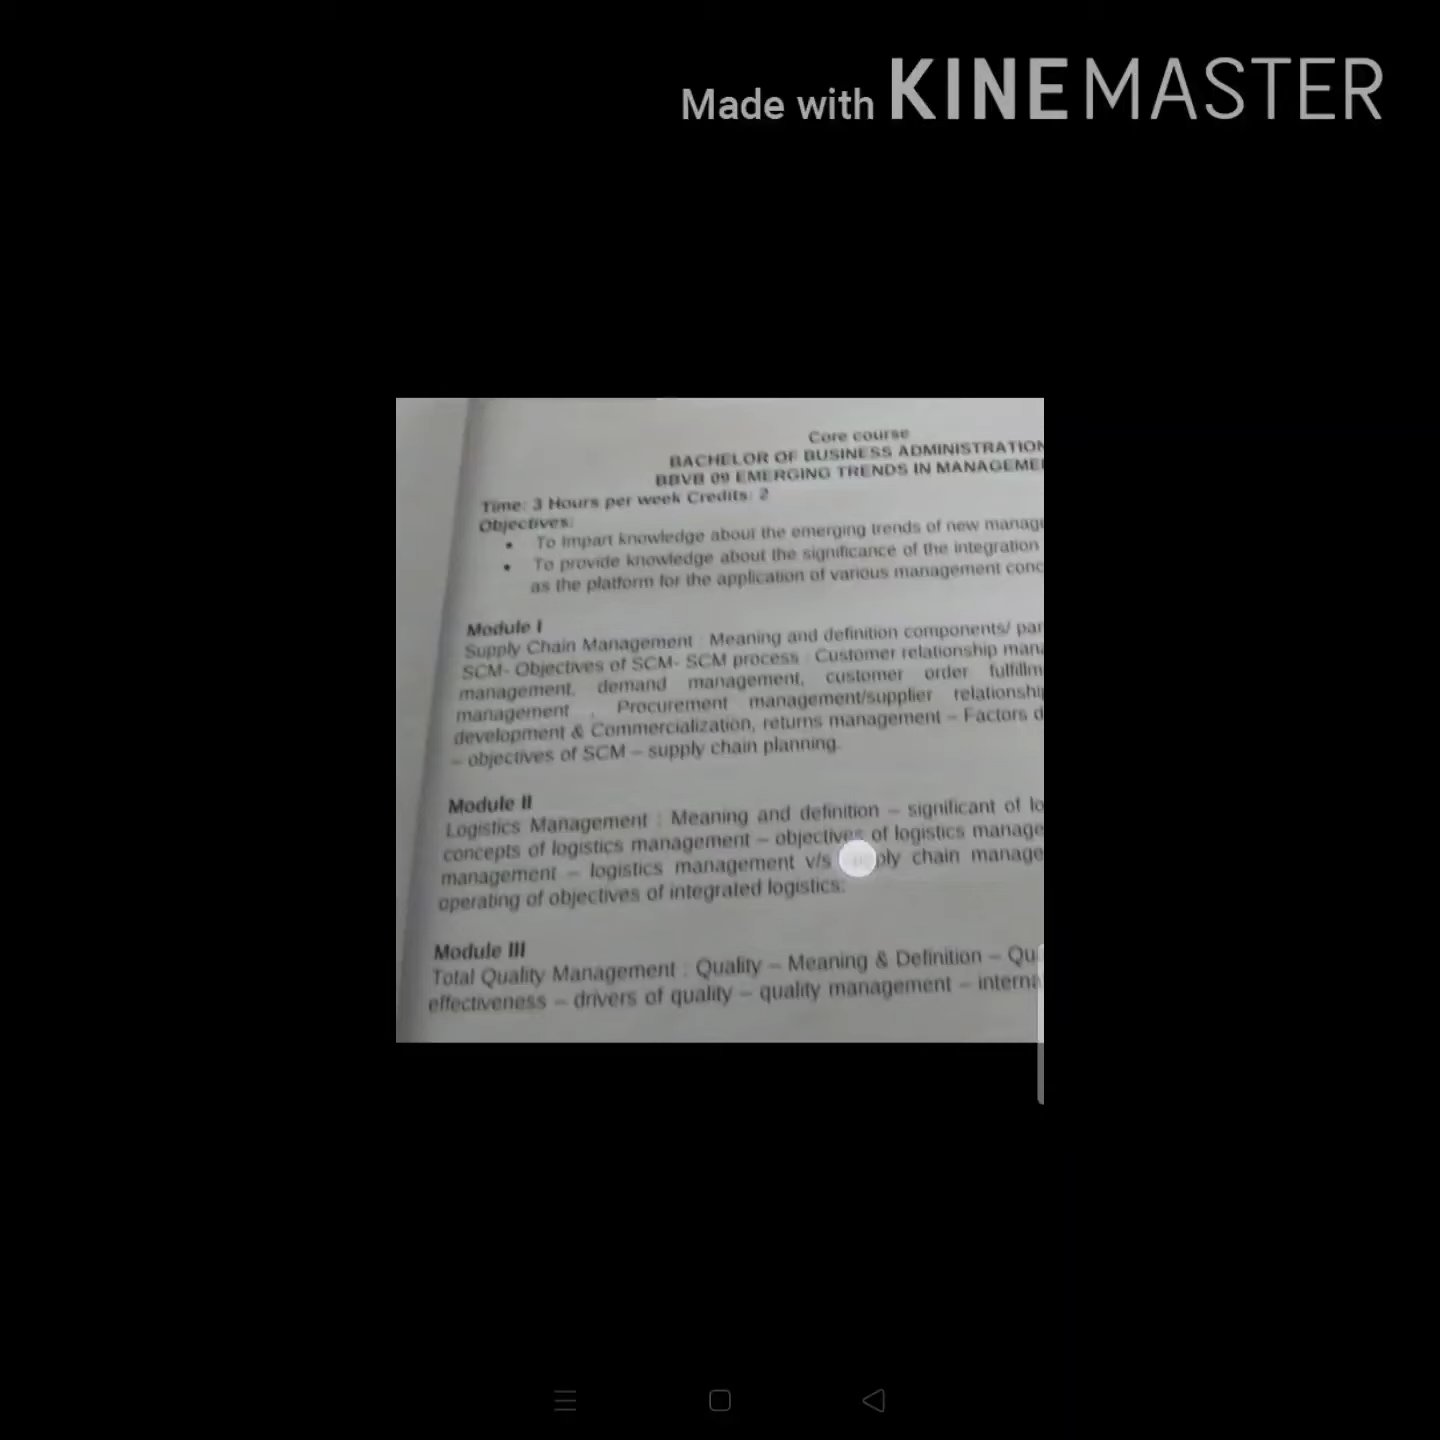 Made with KINEMASTER
Core course
BACHELOR OF BUSINESS ADMINISTRATION
BBVB 09 EMERGING TRENDS IN MANAGEME
Time: 3 Hours per week Credits: 2
Objectives:
• To Impart knowledge about the emerging trends of new manage
• To provide knowledge about the significance of the integration
as the platform for the application of various management conc
Module I
Supply Chain Management : Meaning and definition components/ par
SCM- Objectives of SCM- SCM process : Customer relationship mana
management, demand management, customer order fulfillm
management , Procurement management/supplier relationship
development & Commercialization, returns management – Factors d
– objectives of SCM – supply chain planning.
Module II
Logistics Management : Meaning and definition – significant of lo
concepts of logistics management – objectives of logistics manage
management – logistics management v/s ply chain manage
operating of objectives of integrated logistics.
Module III
Total Quality Management : Quality – Meaning & Definition – Qu
effectiveness – drivers of quality – quality management – interna